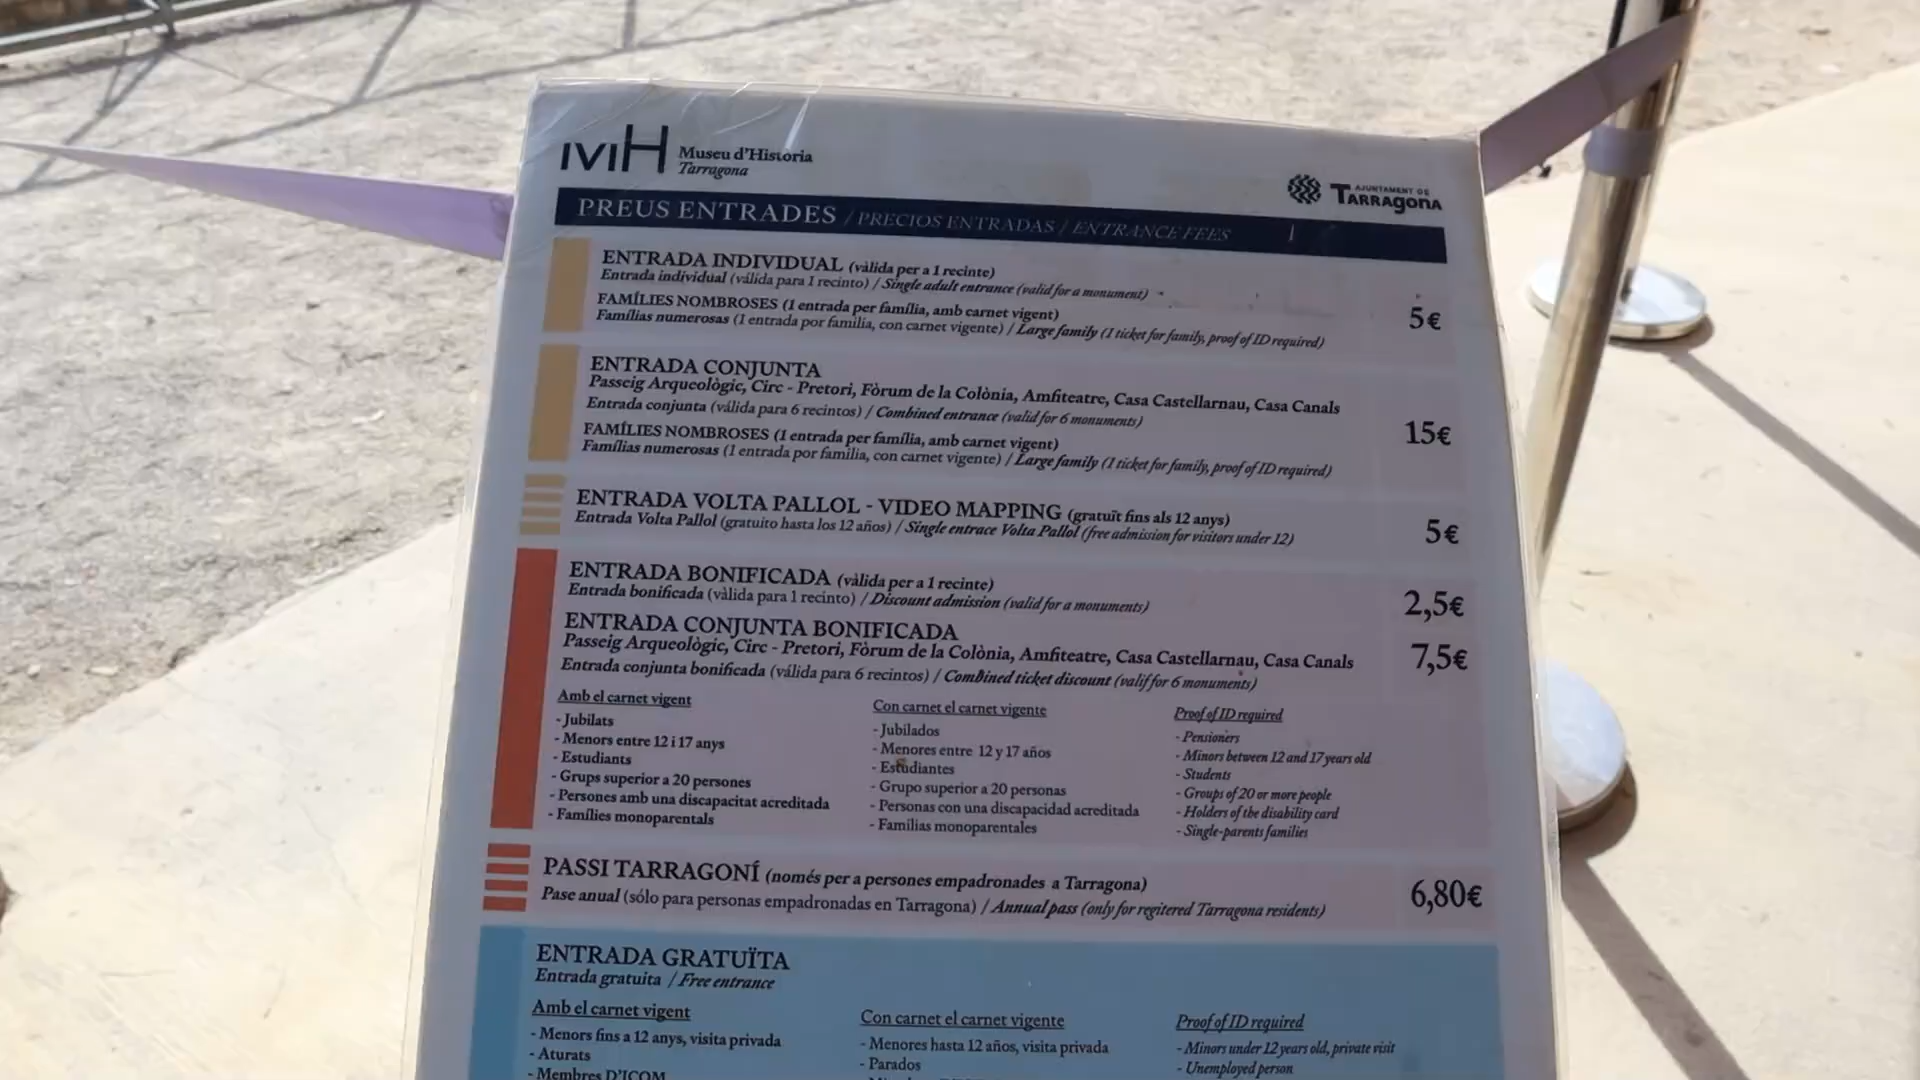 MH Museu d'Història
Tarragona
AJUNTAMENT DE
TARRAGONA
PREUS ENTRADES / PRECIOS ENTRADAS / ENTRANCE FEES
ENTRADA INDIVIDUAL (vàlida per a 1 recinte)
Entrada individual (válida para 1 recinto) / Single adult entrance (valid for a monument)
FAMÍLIES NOMBROSES (1 entrada per família, amb carnet vigent)
Famílias numerosas (1 entrada por familia, con carnet vigente) / Large family (1 ticket for family, proof of ID required)
5€
ENTRADA CONJUNTA
Passeig Arqueològic, Circ - Pretori, Fòrum de la Colònia, Amfiteatre, Casa Castellarnau, Casa Canals
Entrada conjunta (válida para 6 recintos) / Combined entrance (valid for 6 monuments)
FAMÍLIES NOMBROSES (1 entrada per família, amb carnet vigent)
Famílias numerosas (1 entrada por familia, con carnet vigente) / Large family (1 ticket for family, proof of ID required)
15€
ENTRADA VOLTA PALLOL - VIDEO MAPPING (gratuït fins als 12 anys)
Entrada Volta Pallol (gratuito hasta los 12 años) / Single entrace Volta Pallol (free admission for visitors under 12)
5€
ENTRADA BONIFICADA (vàlida per a 1 recinte)
Entrada bonificada (vàlida para 1 recinto) / Discount admission (valid for a monuments)
2,5€
ENTRADA CONJUNTA BONIFICADA
Passeig Arqueològic, Circ - Pretori, Fòrum de la Colònia, Amfiteatre, Casa Castellarnau, Casa Canals
Entrada conjunta bonificada (válida para 6 recintos) / Combined ticket discount (valif for 6 monuments)
7,5€
Amb el carnet vigent
- Jubilats
- Menors entre 12 i 17 anys
- Estudiants
- Grups superior a 20 persones
- Persones amb una discapacitat acreditada
- Famílies monoparentals
Con carnet el carnet vigente
- Jubilados
- Menores entre 12 y 17 años
- Estudiantes
- Grupo superior a 20 personas
- Personas con una discapacidad acreditada
- Famílias monoparentales
Proof of ID required
- Pensioners
- Minors between 12 and 17 years old
- Students
- Groups of 20 or more people
- Holders of the disability card
- Single-parents families
PASSI TARRAGONÍ (només per a persones empadronades a Tarragona)
Pase anual (sólo para personas empadronadas en Tarragona) / Annual pass (only for regitered Tarragona residents)
6,80€
ENTRADA GRATUÏTA
Entrada gratuita / Free entrance
Amb el carnet vigent
- Menors fins a 12 anys, visita privada
- Aturats
- Membres D'ICOM
Con carnet el carnet vigente
- Menores hasta 12 años, visita privada
- Parados
Proof of ID required
- Minors under 12 years old, private visit
- Unemployed person